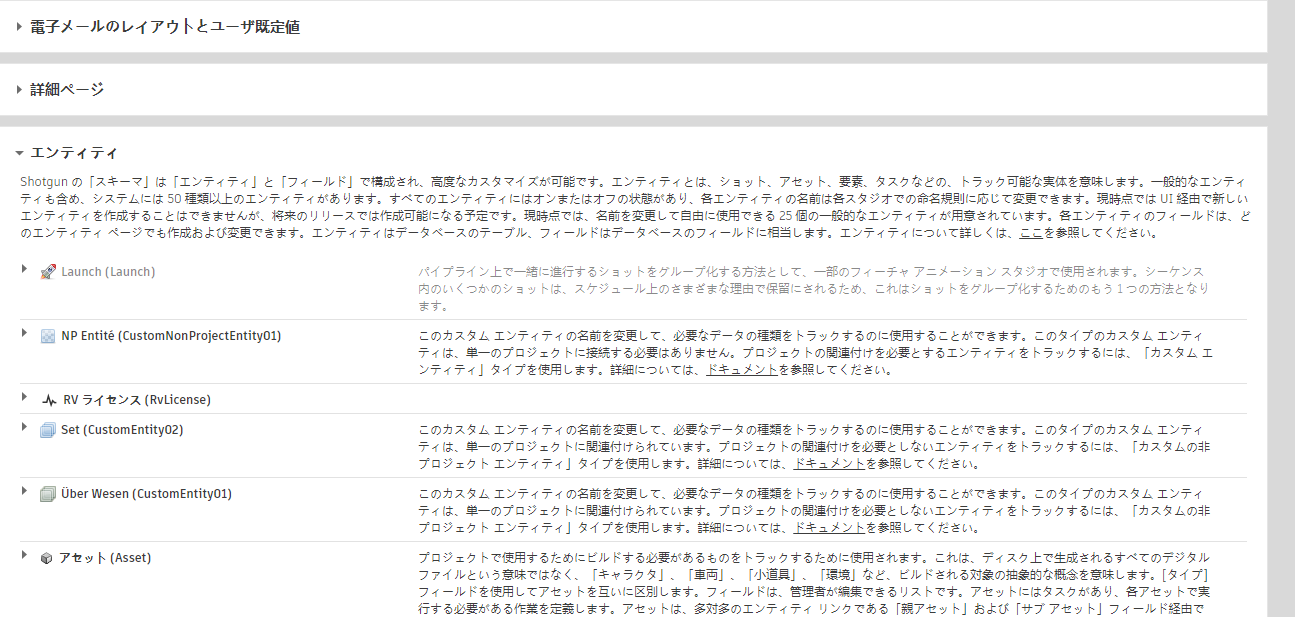 電子メールのレイアウトとユーザ既定値
詳細ページ
エンティティ
Shotgun の「スキーマ」は「エンティティ」と「フィールド」で構成され、高度なカスタマイズが可能です。エンティティとは、ショット、アセット、要素、タスクなどの、トラック可能な実体を意味します。一般的なエンティ
ティも含め、システムには 50 種類以上のエンティティがあります。すべてのエンティティにはオンまたはオフの状態があり、各エンティティの名前は各スタジオでの命名規則に応じて変更できます。現時点では UI 経由で新しい
エンティティを作成することはできませんが、将来のリリースでは作成可能になる予定です。現時点では、名前を変更して自由に使用できる 25 個の一般的なエンティティが用意されています。各エンティティのフィールドは、ど
のエンティティ ページでも作成および変更できます。エンティティはデータベースのテーブル、フィールドはデータベースのフィールドに相当します。エンティティについて詳しくは、ここを参照してください。
Launch (Launch)
パイプライン上で一緒に進行するショットをグループ化する方法として、一部のフィーチャ アニメーション スタジオで使用されます。シーケンス
内のいくつかのショットは、スケジュール上のさまざまな理由で保留にされるため、これはショットをグループ化するためのもう 1 つの方法となり
ます。
NP Entité (CustomNonProjectEntity01)
このカスタム エンティティの名前を変更して、必要なデータの種類をトラックするのに使用することができます。このタイプのカスタム エンティ
ティは、単一のプロジェクトに接続する必要はありません。プロジェクトの関連付けを必要とするエンティティをトラックするには、「カスタム エ
ンティティ」タイプを使用します。詳細については、ドキュメントを参照してください。
RV ライセンス (RvLicense)
Set (CustomEntity02)
このカスタム エンティティの名前を変更して、必要なデータの種類をトラックするのに使用することができます。このタイプのカスタム エンティ
ティは、単一のプロジェクトに関連付けられています。プロジェクトの関連付けを必要としないエンティティをトラックするには、「カスタムの非
プロジェクト エンティティ」タイプを使用します。詳細については、ドキュメントを参照してください。
Über Wesen (CustomEntity01)
このカスタム エンティティの名前を変更して、必要なデータの種類をトラックするのに使用することができます。このタイプのカスタム エンティ
ティは、単一のプロジェクトに関連付けられています。プロジェクトの関連付けを必要としないエンティティをトラックするには、「カスタムの非
プロジェクト エンティティ」タイプを使用します。詳細については、ドキュメントを参照してください。
アセット (Asset)
プロジェクトで使用するためにビルドする必要があるものをトラックするために使用されます。これは、ディスク上で生成されるすべてのデジタル
ファイルという意味ではなく、「キャラクタ」、「車両」、「小道具」、「環境」など、ビルドされる対象の抽象的な概念を意味します。[タイプ]
フィールドを使用してアセットを互いに区別します。フィールドは、管理者が編集できるリストです。アセットにはタスクがあり、各アセットで実
行する必要がある作業を定義します。アセットは、多対多のエンティティ リンクである「親アセット」および「サブ アセット」フィールド経由で